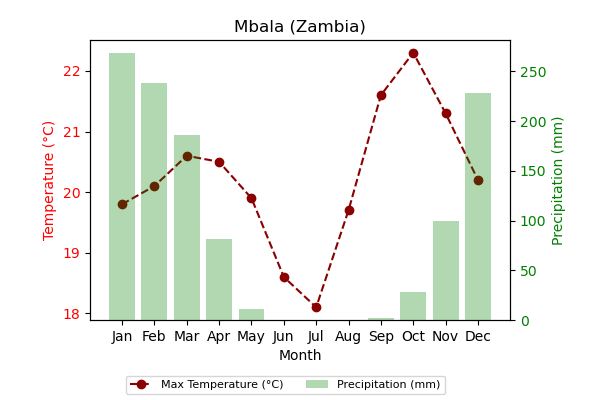 Mbala (Zambia)
22
21
20
19
18
Temperature (°C)
250
200
150
100
50
0
Precipitation (mm)
Jan Feb Mar Apr May Jun Jul Aug Sep Oct Nov Dec
Month
Max Temperature (°C) Precipitation (mm)